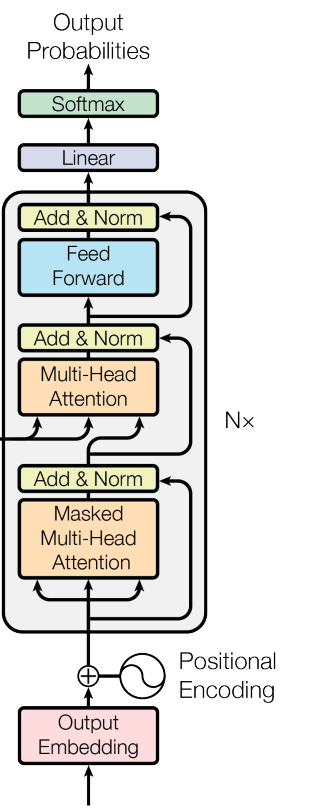 Output
Probabilities
Softmax
Linear
Add & Norm
Feed
Forward
Add & Norm
Multi-Head
Attention
N×
Add & Norm
Masked
Multi-Head
Attention
Positional
Encoding
Output
Embedding